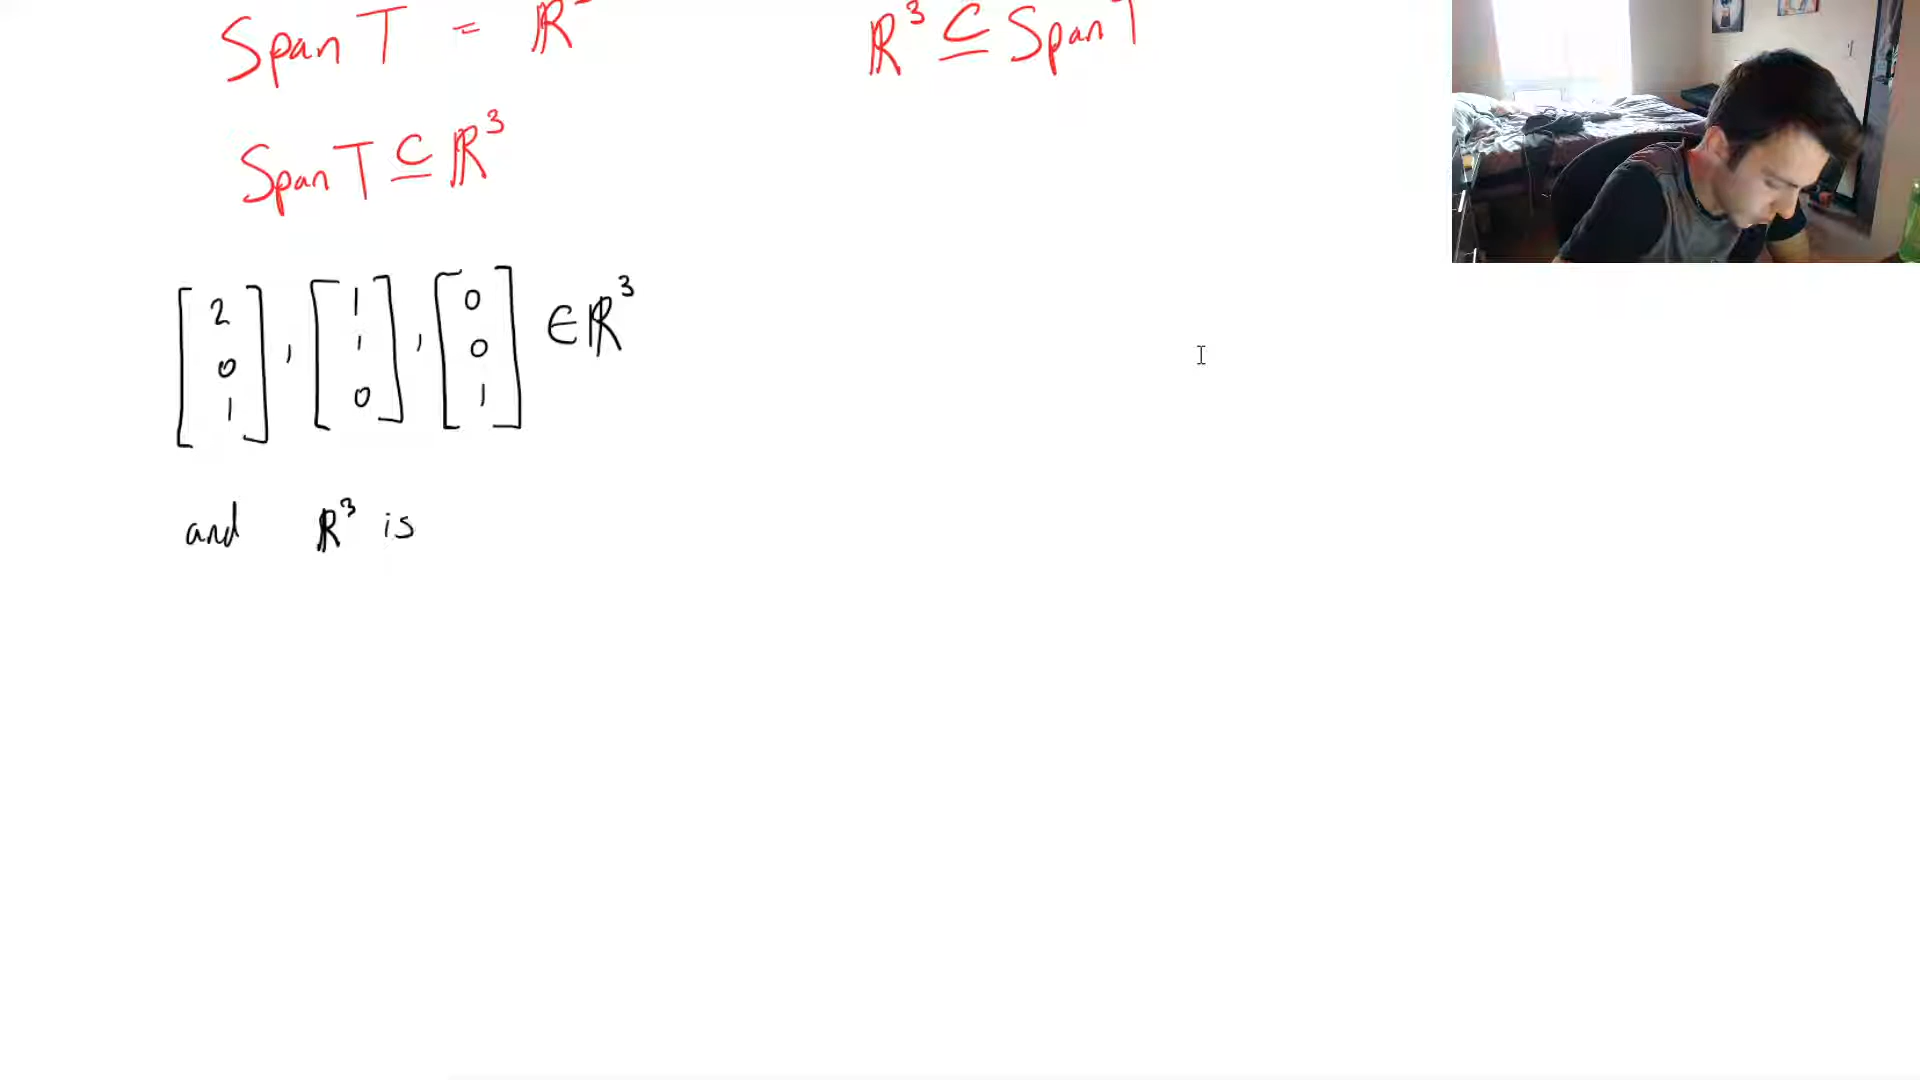 Span T = ℝ
ℝ³ ⊆ Span T
Span T ⊆ ℝ³
[2 0 1], [1 1 0], [0 0 1] ∈ ℝ³
and ℝ³ is